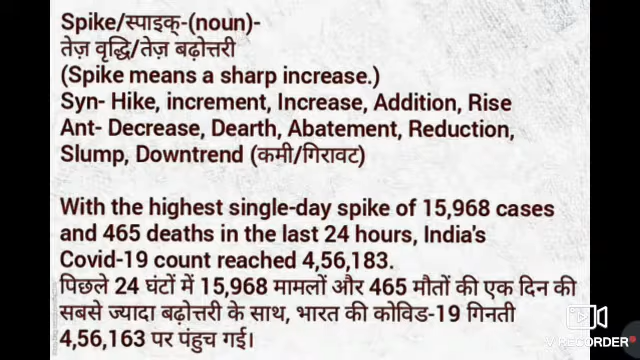 Spike/स्पाइक्-(noun)-
तेज़ वृद्धि/तेज़ बढ़ोत्तरी
(Spike means a sharp increase.)
Syn- Hike, increment, Increase, Addition, Rise
Ant- Decrease, Dearth, Abatement, Reduction,
Slump, Downtrend (कमी/गिरावट)
With the highest single-day spike of 15,968 cases
and 465 deaths in the last 24 hours, India's
Covid-19 count reached 4,56,183.
पिछले 24 घंटों में 15,968 मामलों और 465 मौतों की एक दिन की
सबसे ज्यादा बढ़ोत्तरी के साथ, भारत की कोविड-19 गिनती
4,56,163 पर पंहुच गई।
V RECORDER